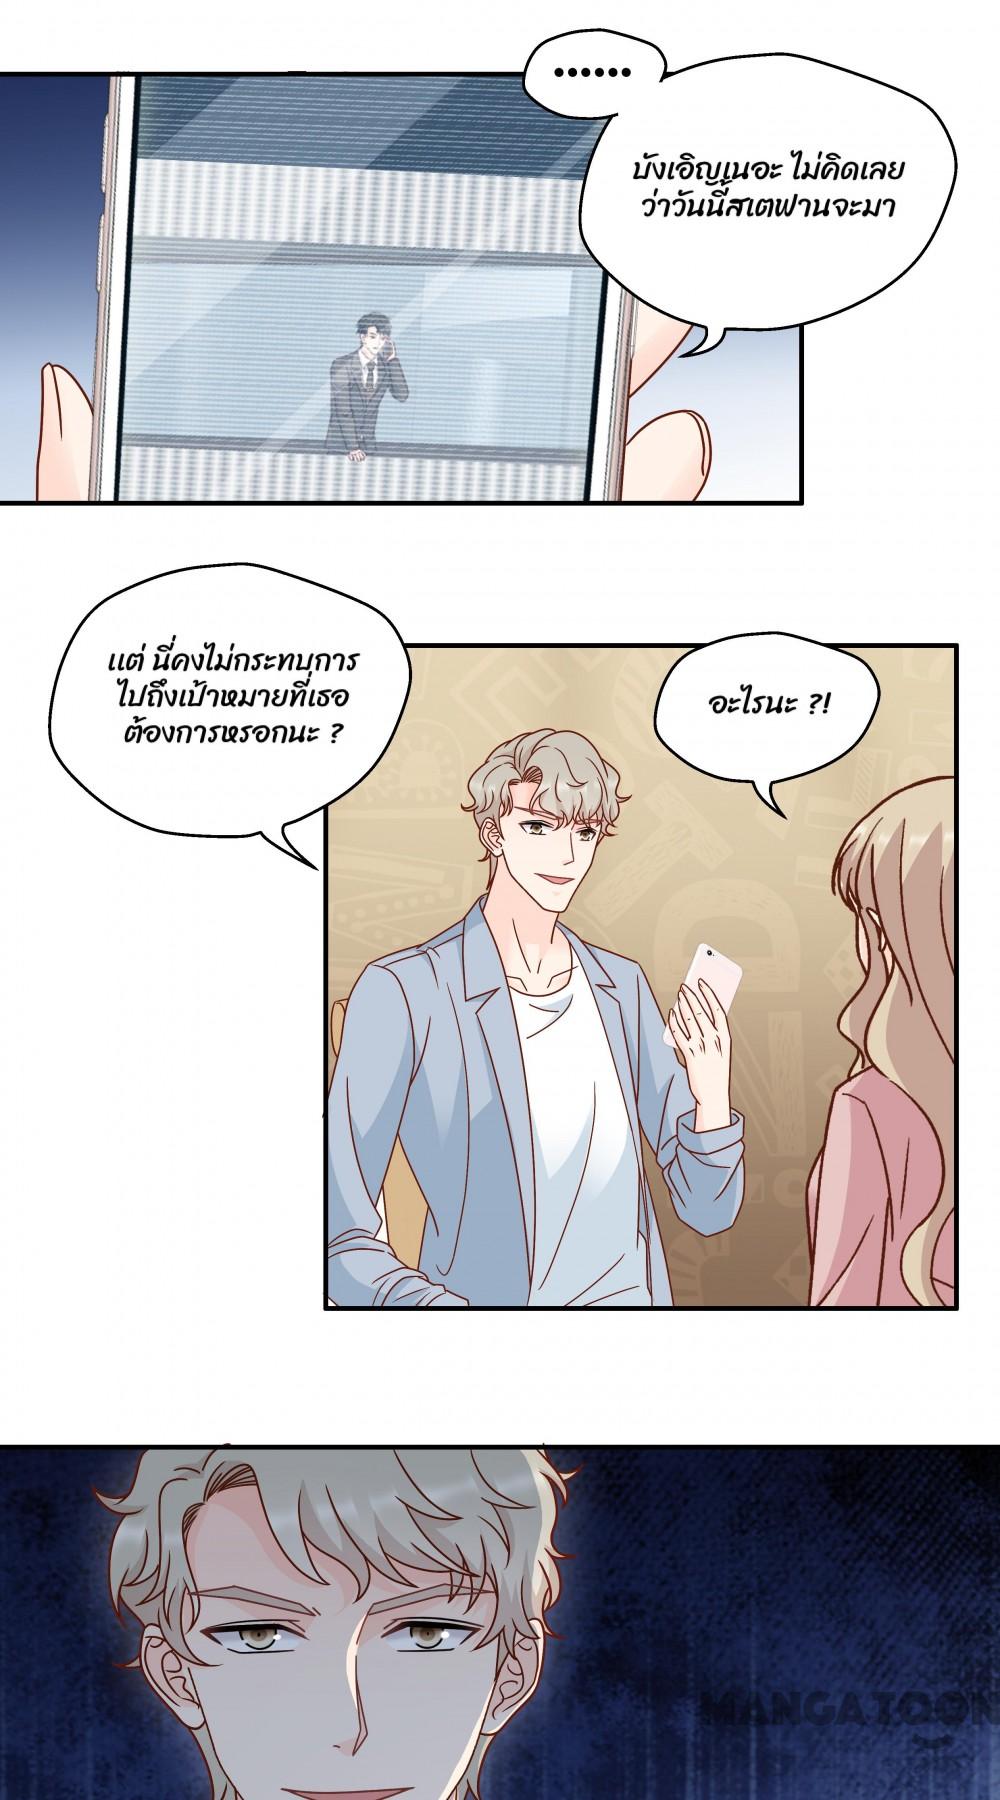 ......
บังเอิญเนอะ ไม่คิดเลย
ว่าวันนี้สเตฟานจะมา
แต่ นี่คงไม่กระทบการ
ไปถึงเป้าหมายที่เธอ
ต้องการหรอกนะ ?
อะไรนะ ?!
MANGATOON